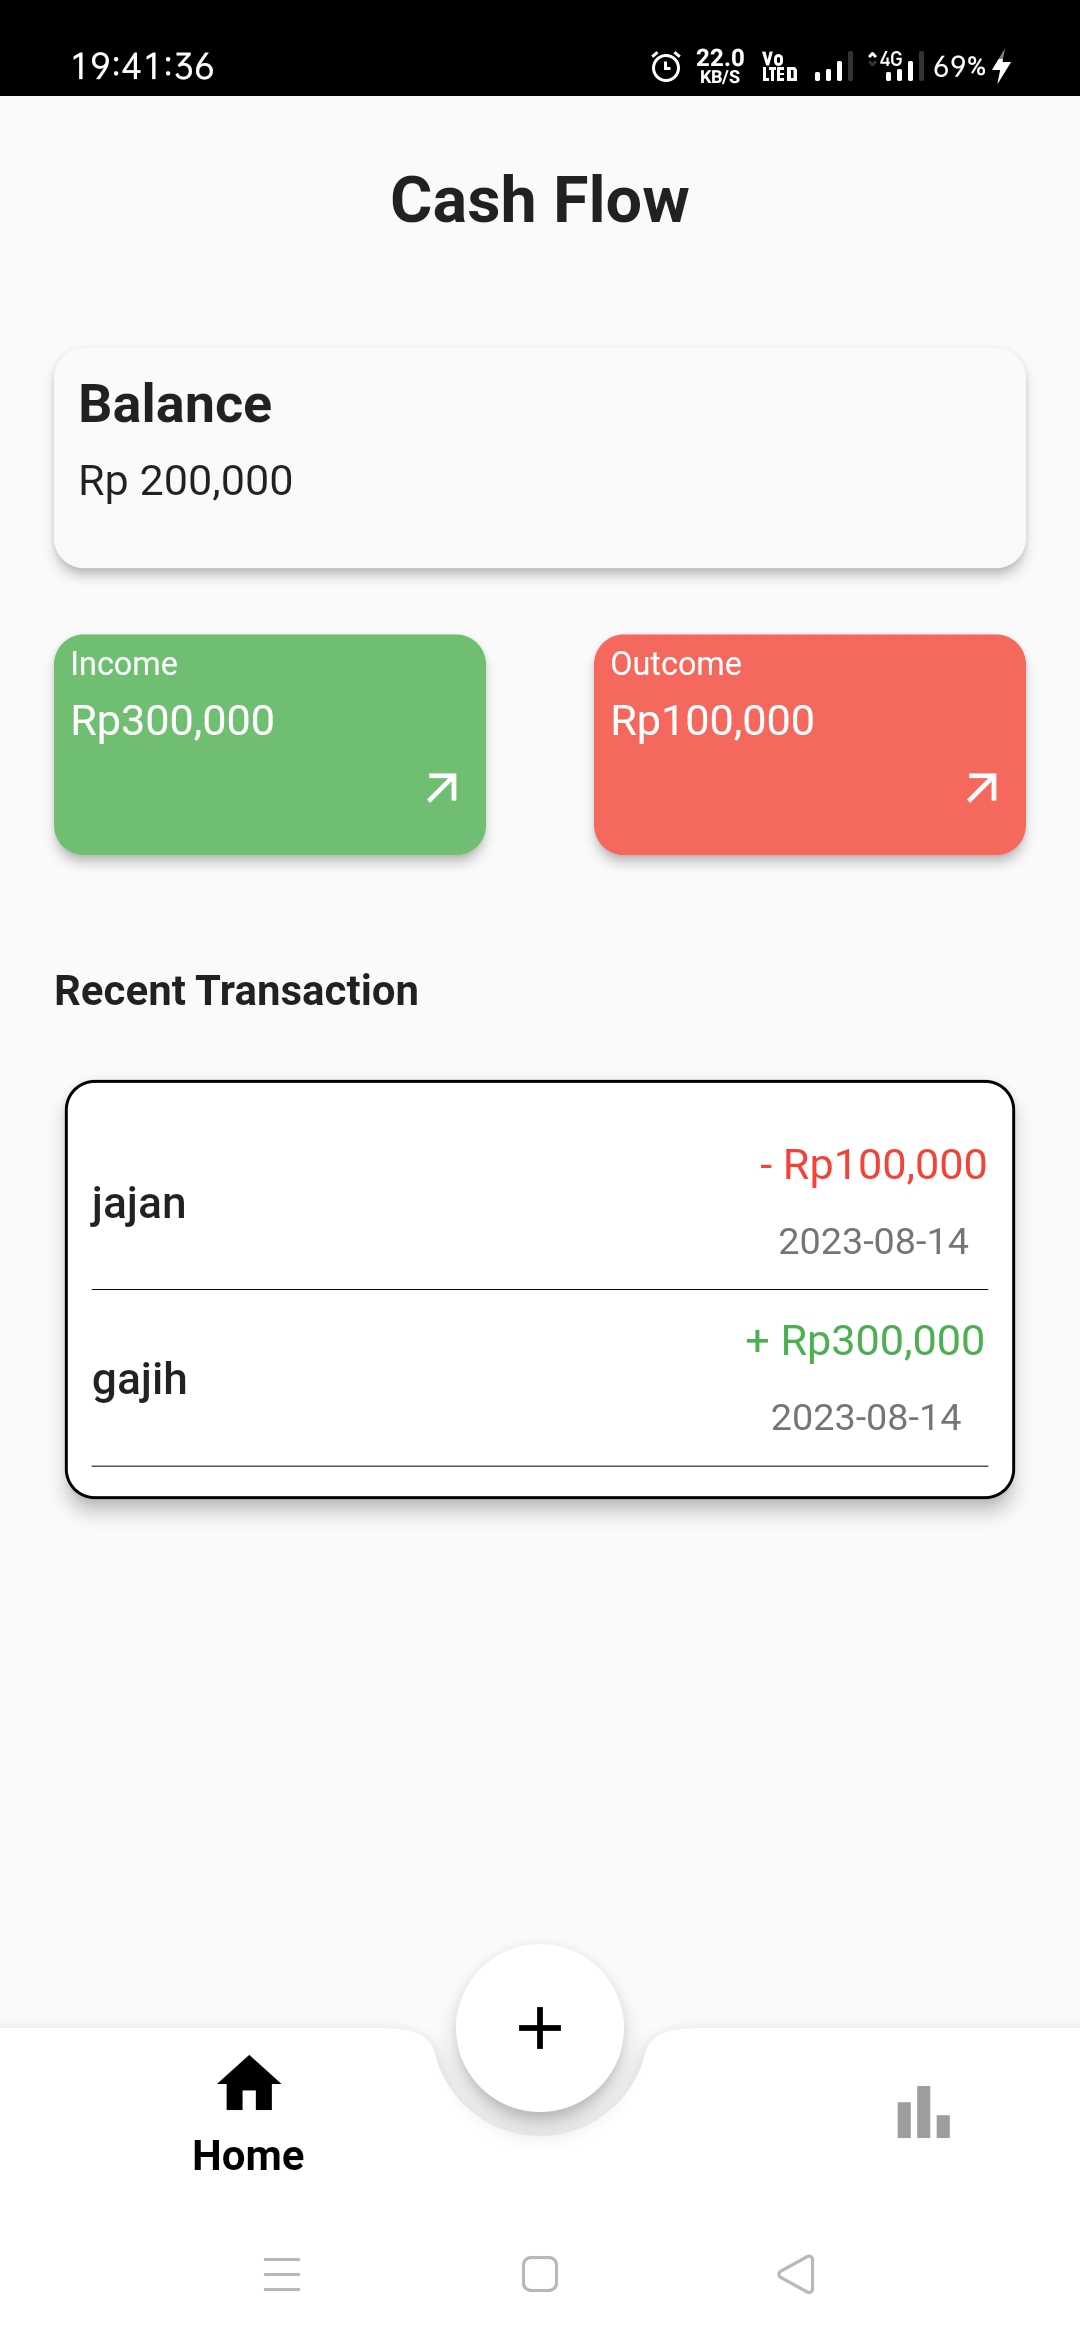 19:41:36 22.0 KB/S Vo LTE 4G 69%
Cash Flow
Balance
Rp 200,000
Income
Rp300,000
Outcome
Rp100,000
Recent Transaction
- Rp100,000
jajan
2023-08-14
+ Rp300,000
gajih
2023-08-14
+
Home